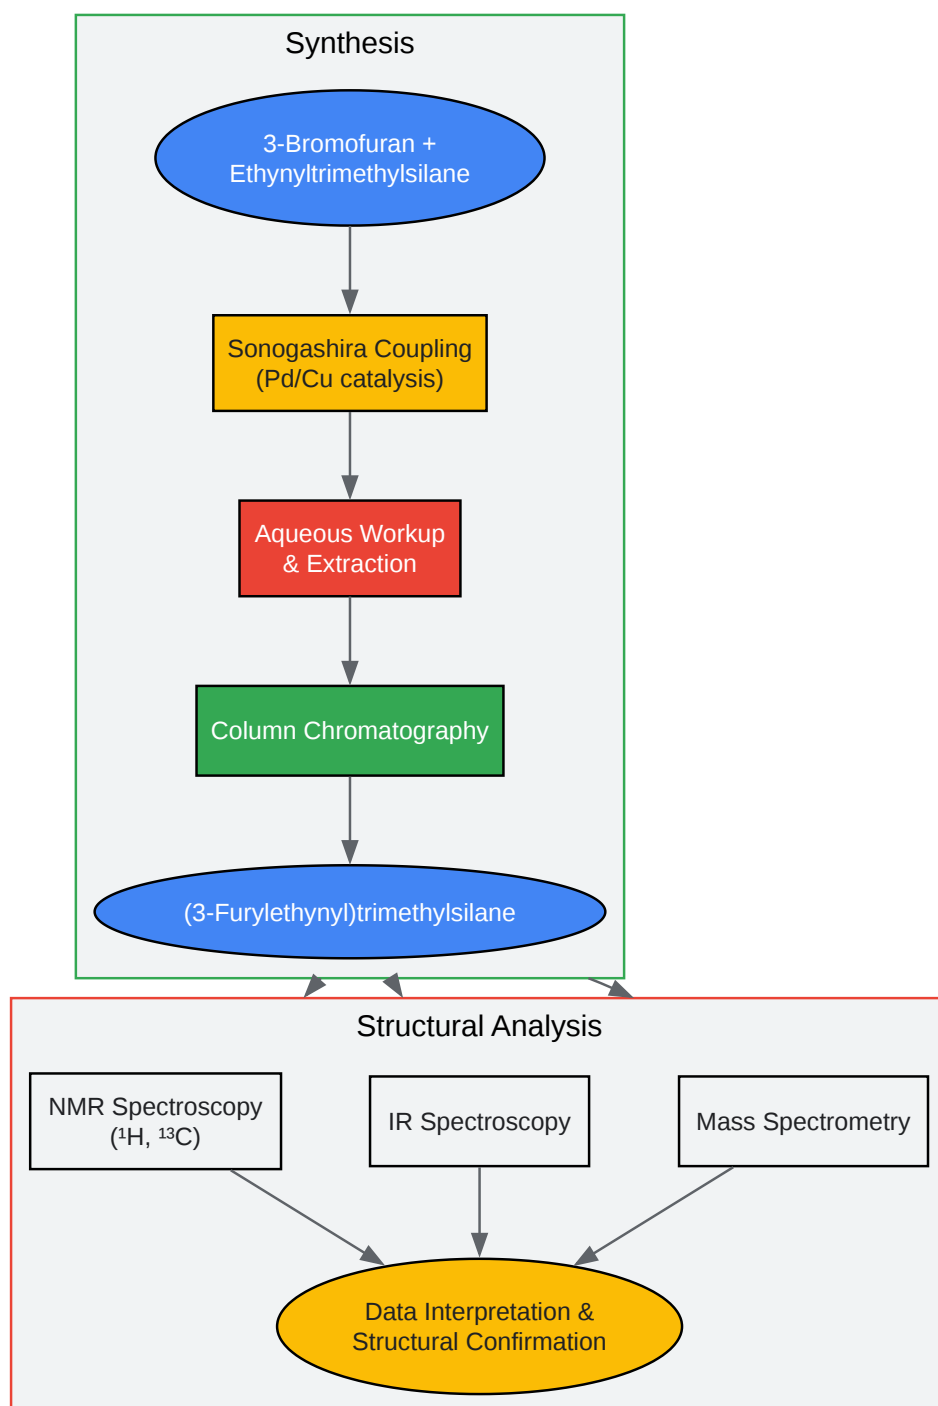 Synthesis
3-Bromofuran +
Ethynyltrimethylsilane
Sonogashira Coupling
(Pd/Cu catalysis)
Aqueous Workup
& Extraction
Column Chromatography
(3-Furylethynyl)trimethylsilane
Structural Analysis
NMR Spectroscopy
(¹H, ¹³C)
IR Spectroscopy
Mass Spectrometry
Data Interpretation &
Structural Confirmation